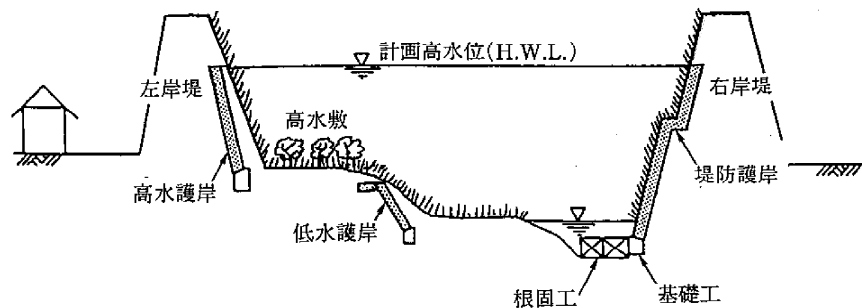 計画高水位(H.W.L.)
左岸堤
右岸堤
高水敷
堤防護岸
高水護岸
低水護岸
根固工
基礎工